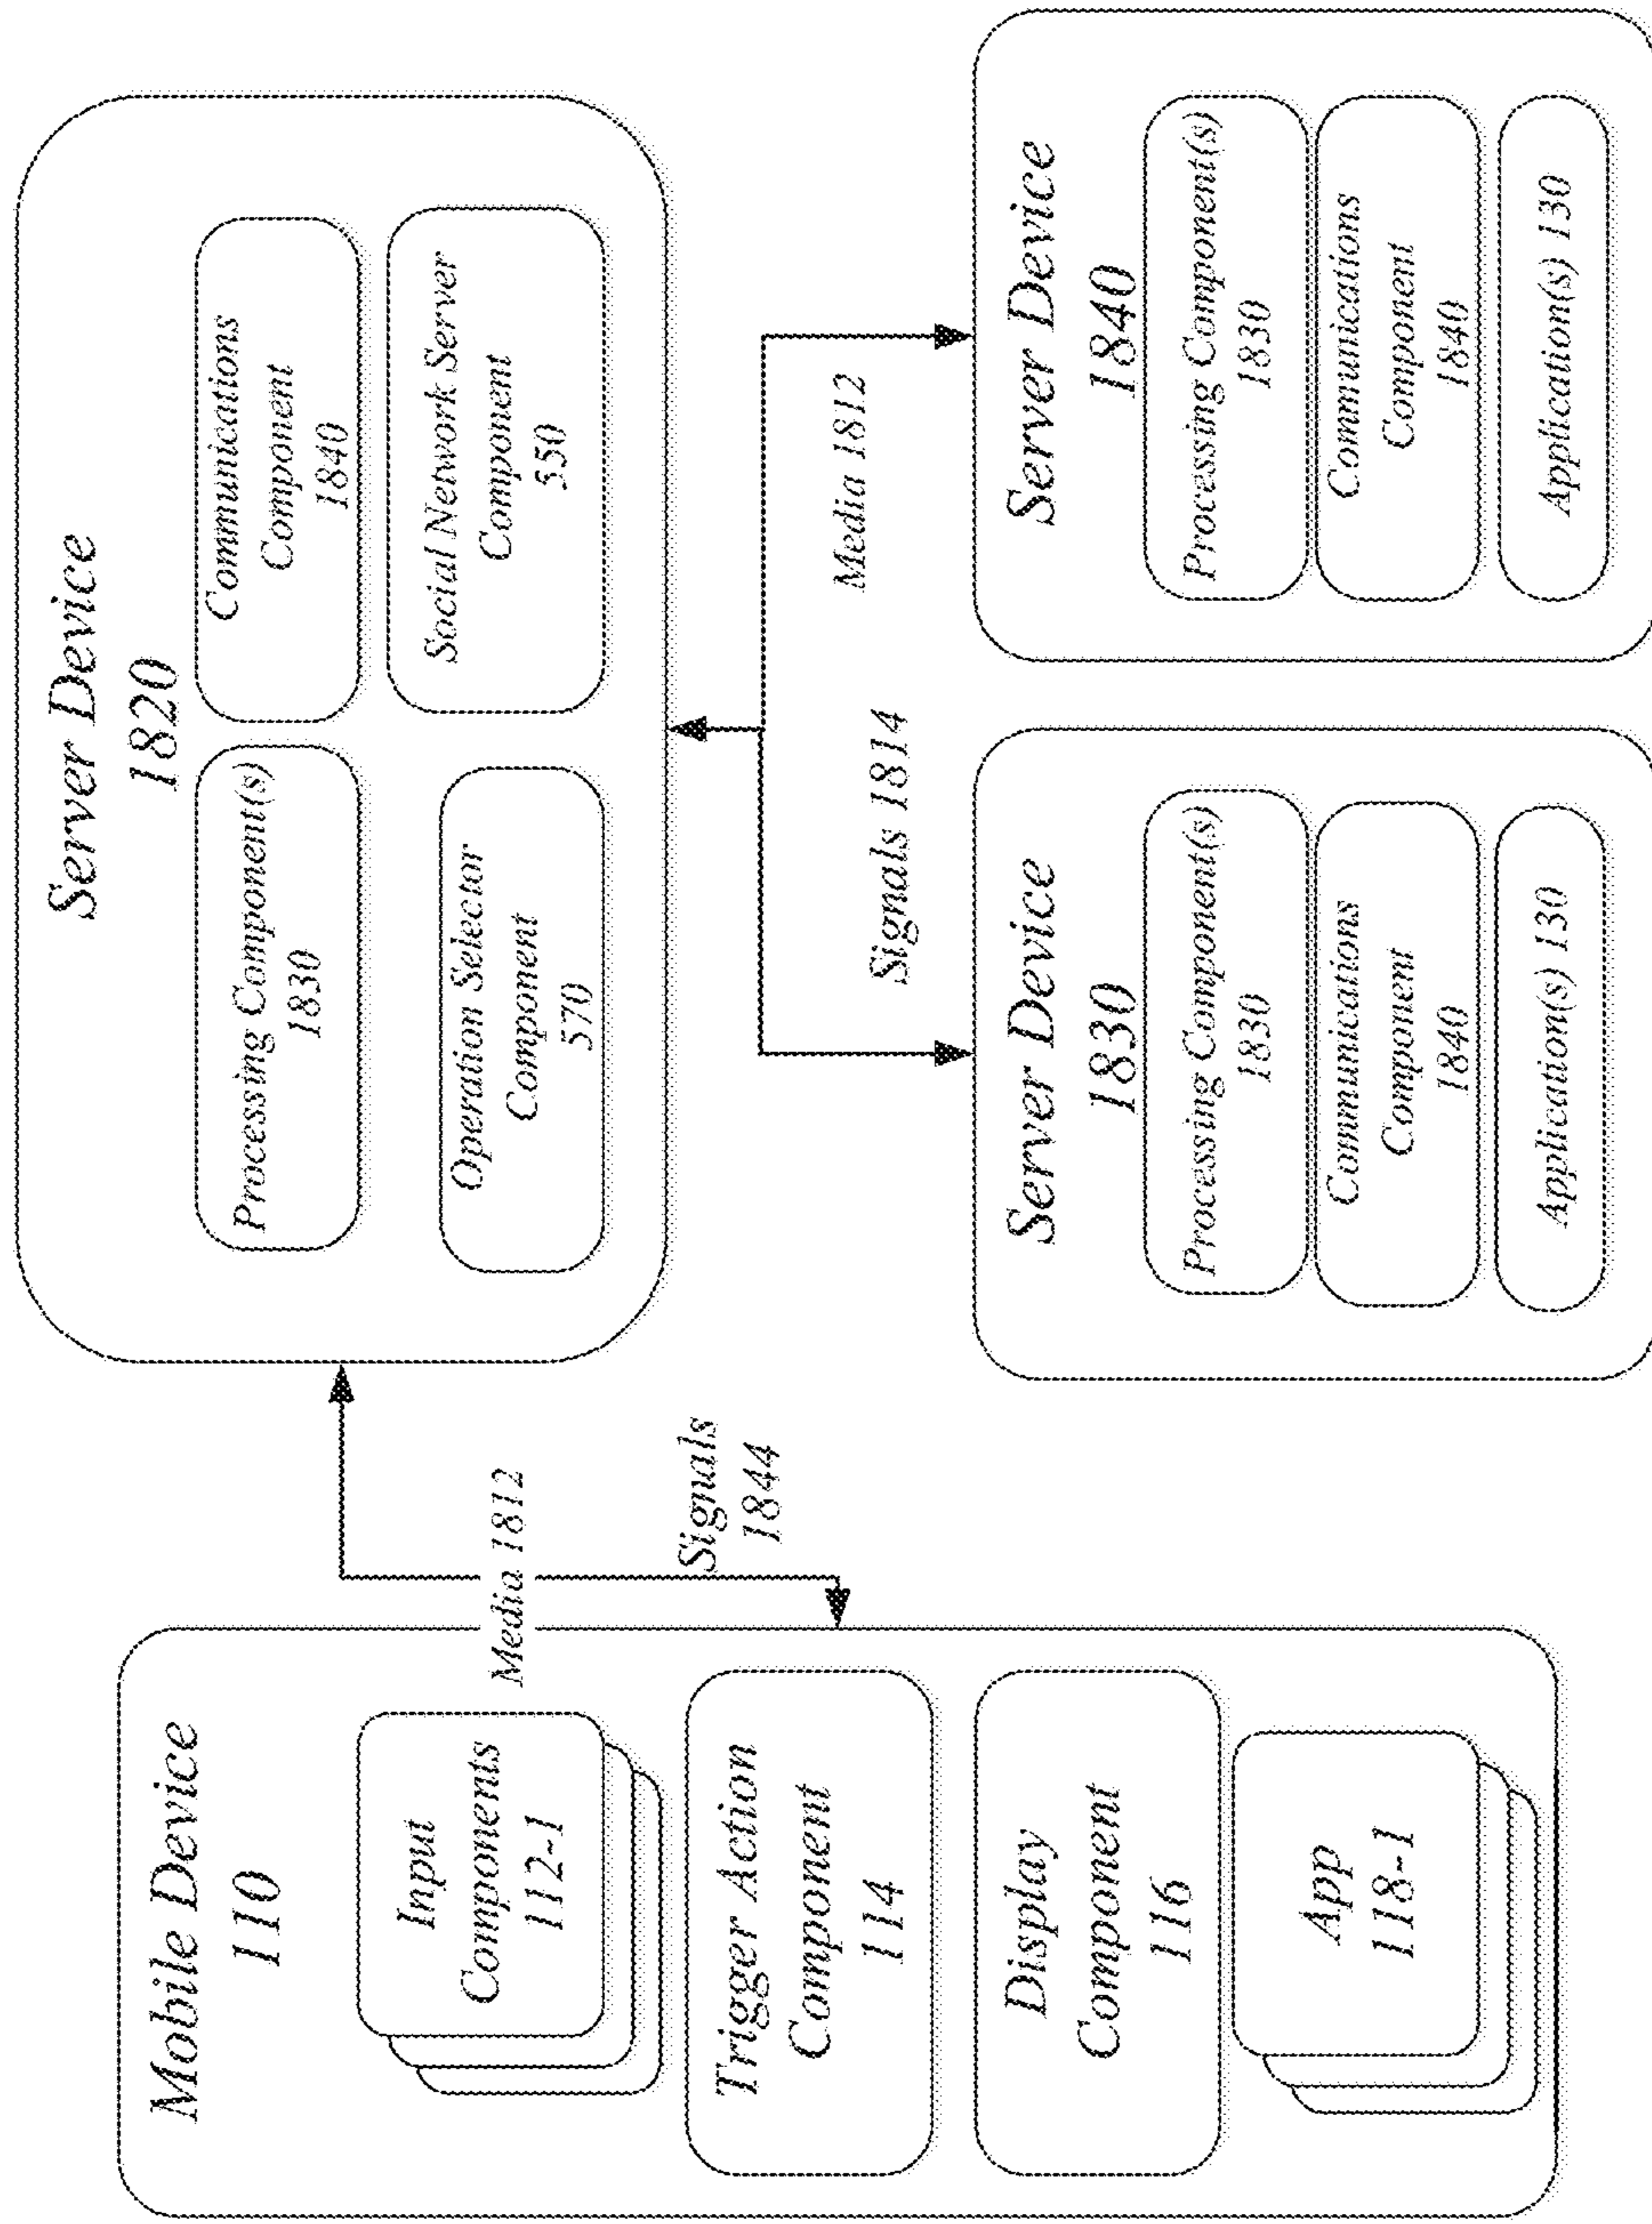 Mobile Device
110
Input
Components
112-1
Trigger Action
Component
114
Display
Component
116
App
118-1
Media 1812
Signals
1844
Server Device
1820
Processing Component(s)
1830
Communications
Component
1840
Operation Selector
Component
570
Social Network Server
Component
550
Signals 1814
Media 1812
Server Device
1830
Processing Component(s)
1830
Communications
Component
1840
Application(s) 130
Server Device
1840
Processing Component(s)
1830
Communications
Component
1840
Application(s) 130